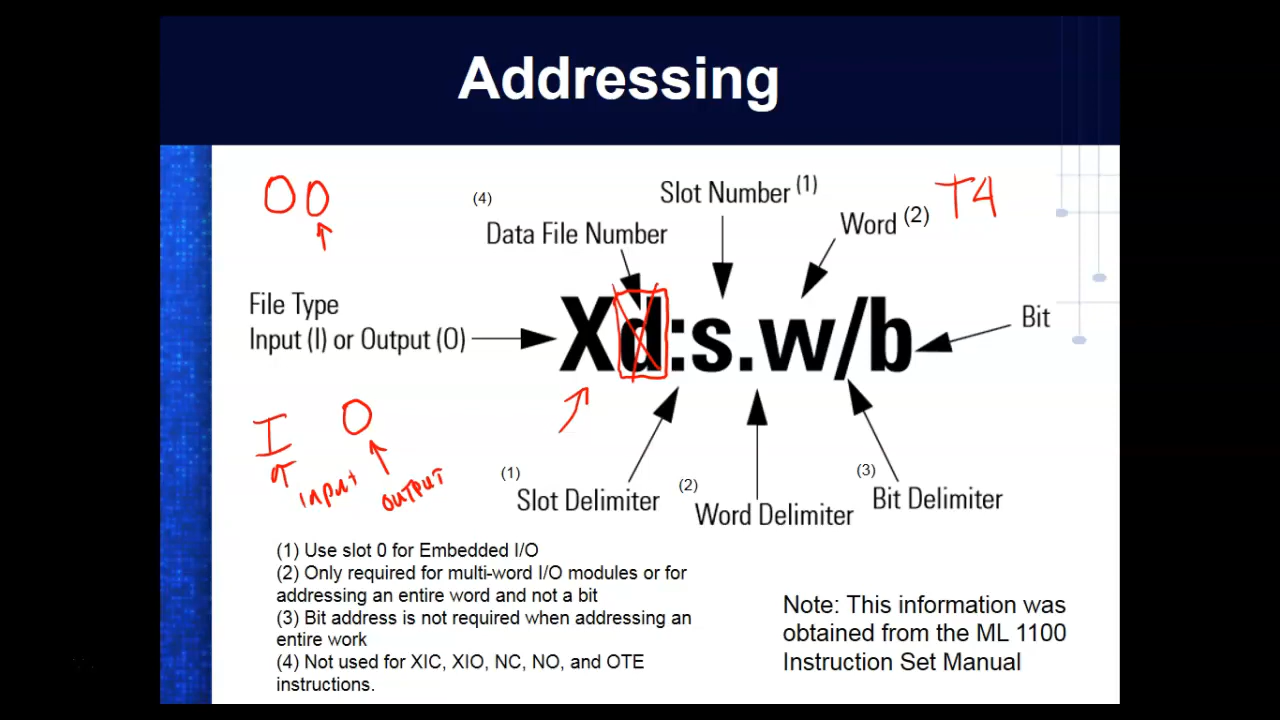 Addressing
O O
(4)
Slot Number (1)
T4
Data File Number
Word (2)
File Type
Input (I) or Output (O)
Xd:s.w/b
Bit
I O
INPUT
OUTPUT
(1)
Slot Delimiter
(2)
Word Delimiter
(3)
Bit Delimiter
(1) Use slot 0 for Embedded I/O
(2) Only required for multi-word I/O modules or for
addressing an entire word and not a bit
(3) Bit address is not required when addressing an
entire work
(4) Not used for XIC, XIO, NC, NO, and OTE
instructions.
Note: This information was
obtained from the ML 1100
Instruction Set Manual